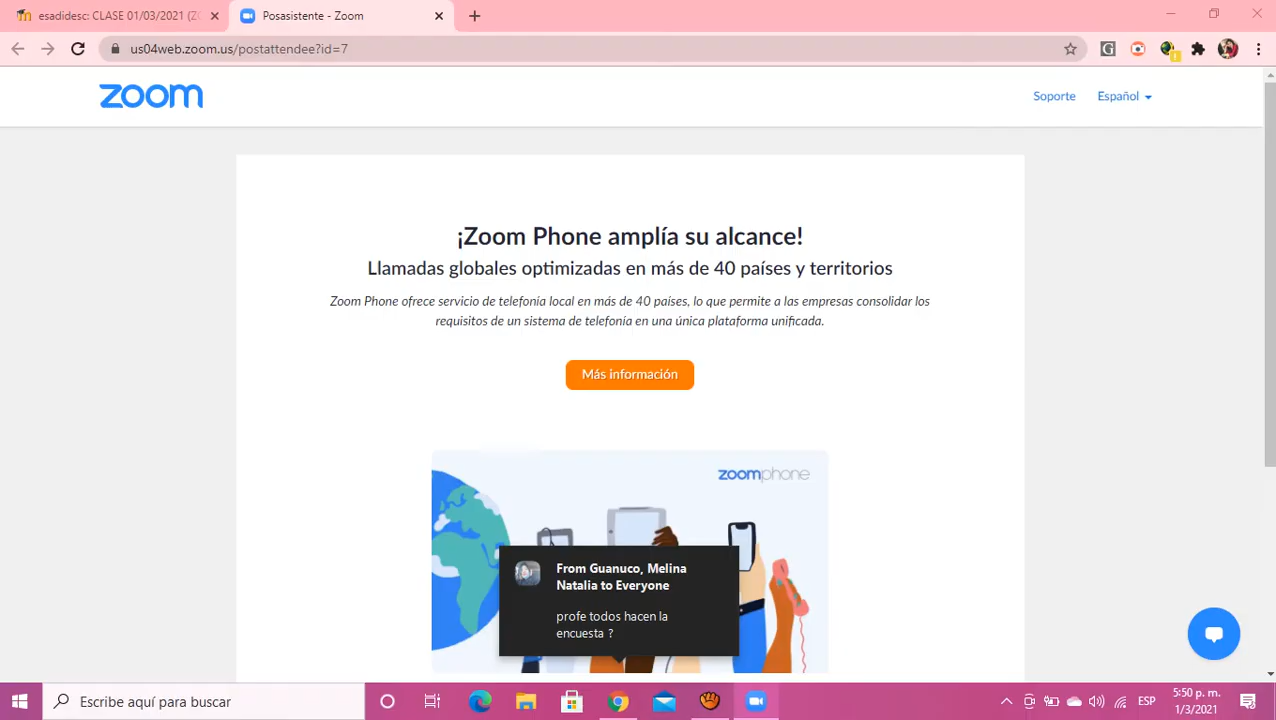 esadidesc: CLASE 01/03/2021 (ZO
Posasistente - Zoom
us04web.zoom.us/postattendee?id=7
zoom
Soporte
Español
¡Zoom Phone amplía su alcance!
Llamadas globales optimizadas en más de 40 países y territorios
Zoom Phone ofrece servicio de telefonía local en más de 40 países, lo que permite a las empresas consolidar los
requisitos de un sistema de telefonía en una única plataforma unificada.
Más información
zoomphone
From Guanuco, Melina
Natalia to Everyone
profe todos hacen la
encuesta ?
Escribe aquí para buscar
ESP
5:50 p. m.
1/3/2021